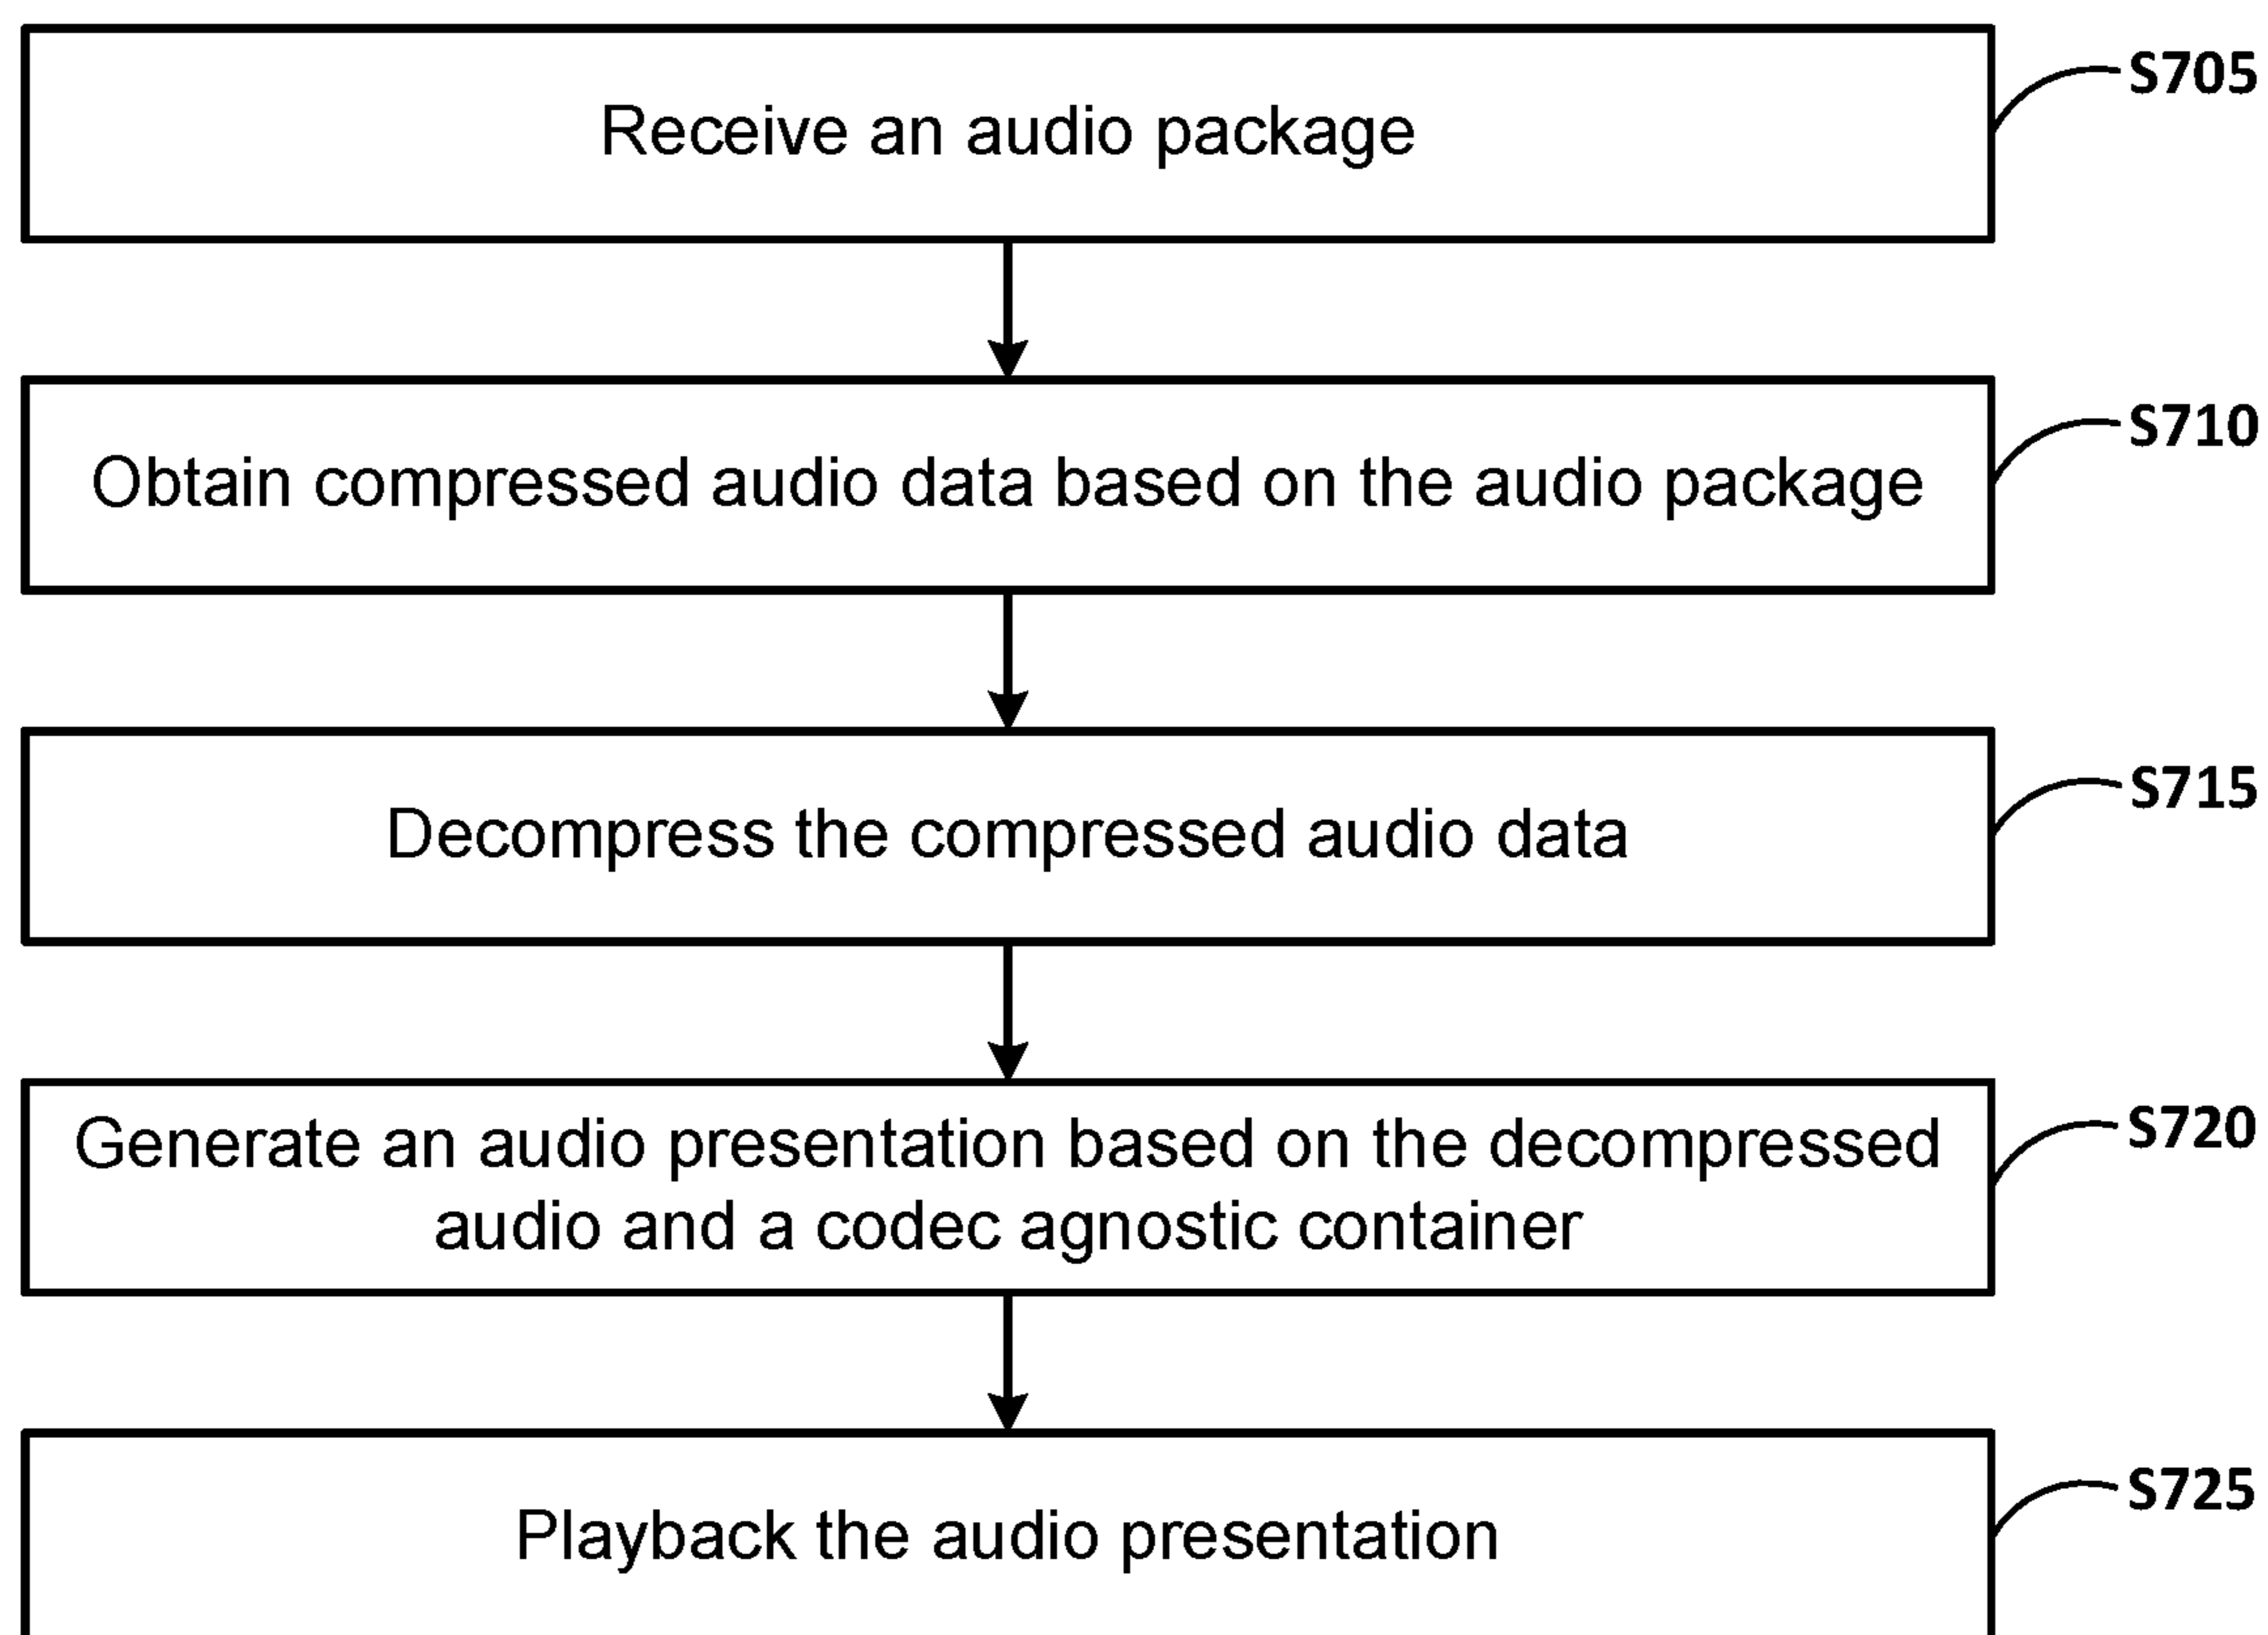 Receive an audio package
S705
Obtain compressed audio data based on the audio package
S710
Decompress the compressed audio data
S715
Generate an audio presentation based on the decompressed
audio and a codec agnostic container
S720
Playback the audio presentation
S725